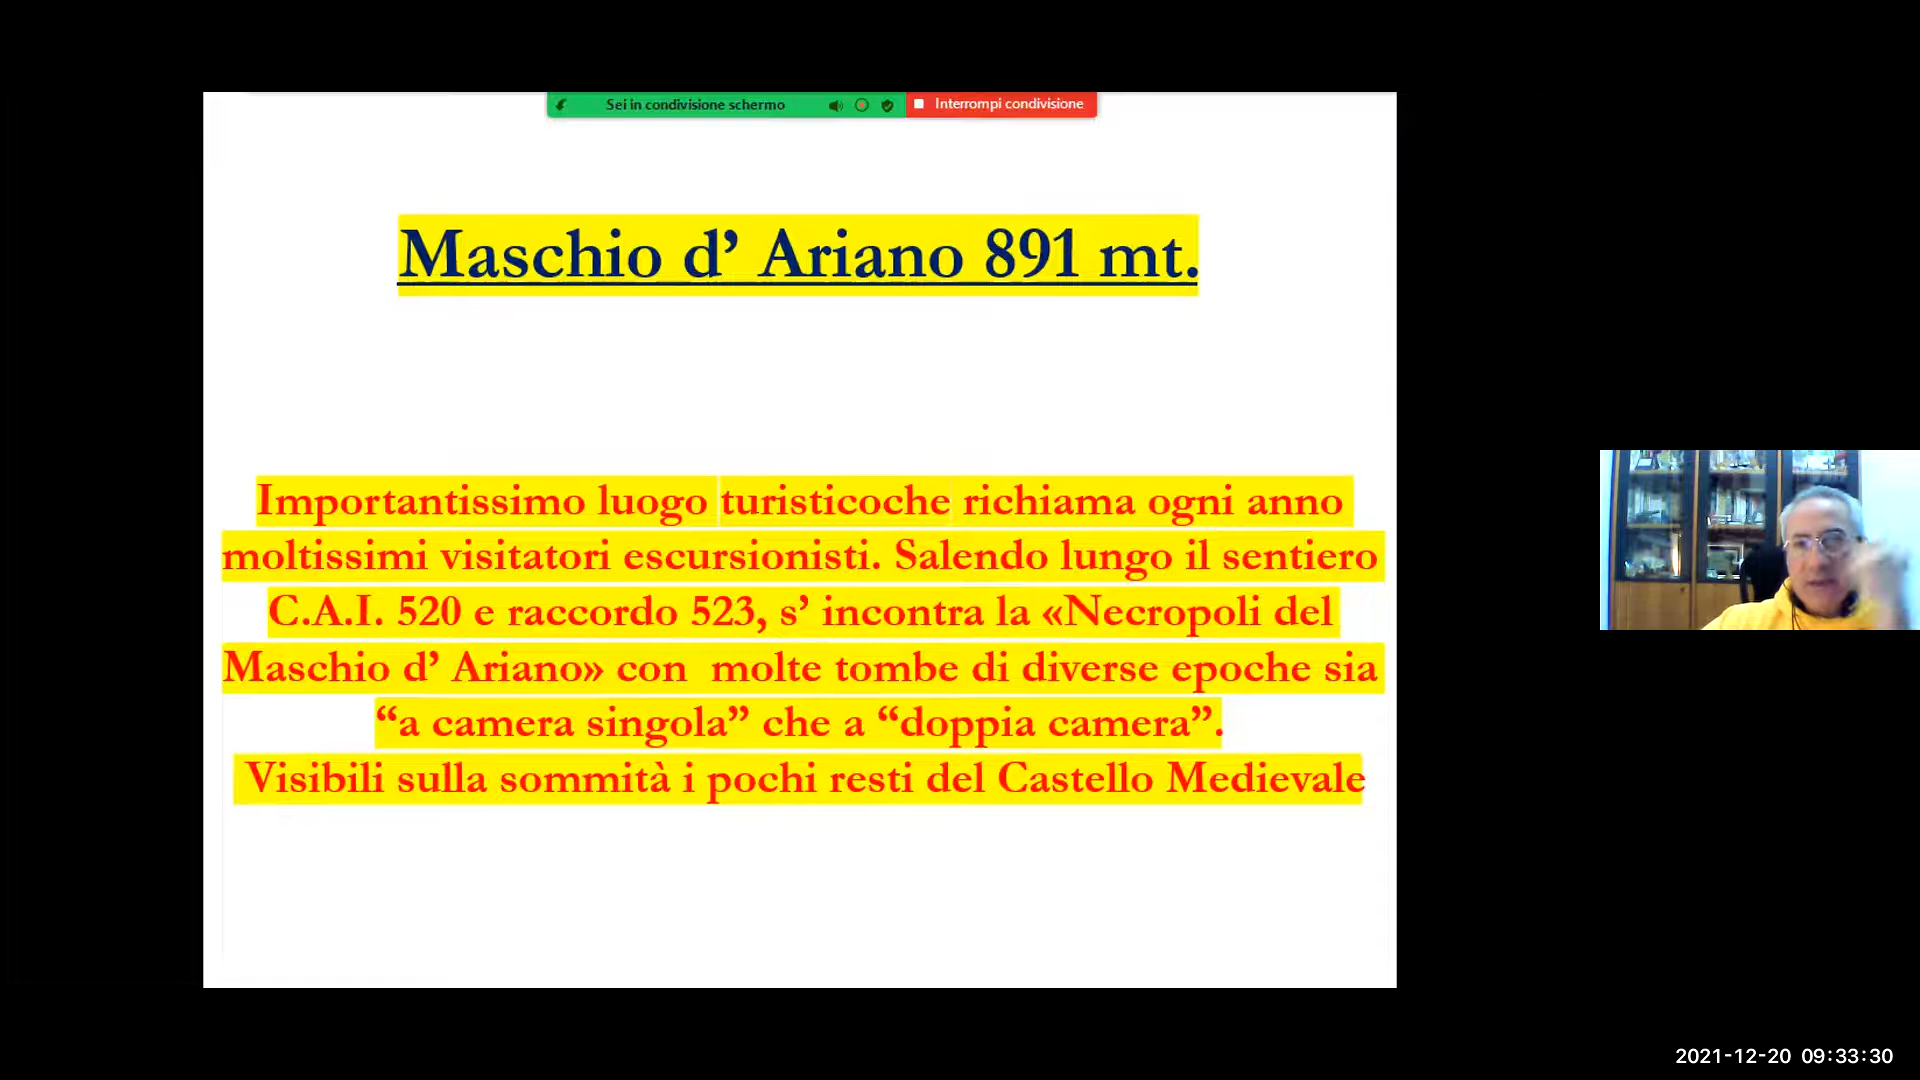 Sei in condivisione schermo
Interrompi condivisione
Maschio d’ Ariano 891 mt.
Importantissimo luogo turisticoche richiama ogni anno
moltissimi visitatori escursionisti. Salendo lungo il sentiero
C.A.I. 520 e raccordo 523, s’ incontra la «Necropoli del
Maschio d’ Ariano» con  molte tombe di diverse epoche sia
“a camera singola” che a “doppia camera”.
Visibili sulla sommità i pochi resti del Castello Medievale
2021-12-20 09:33:30